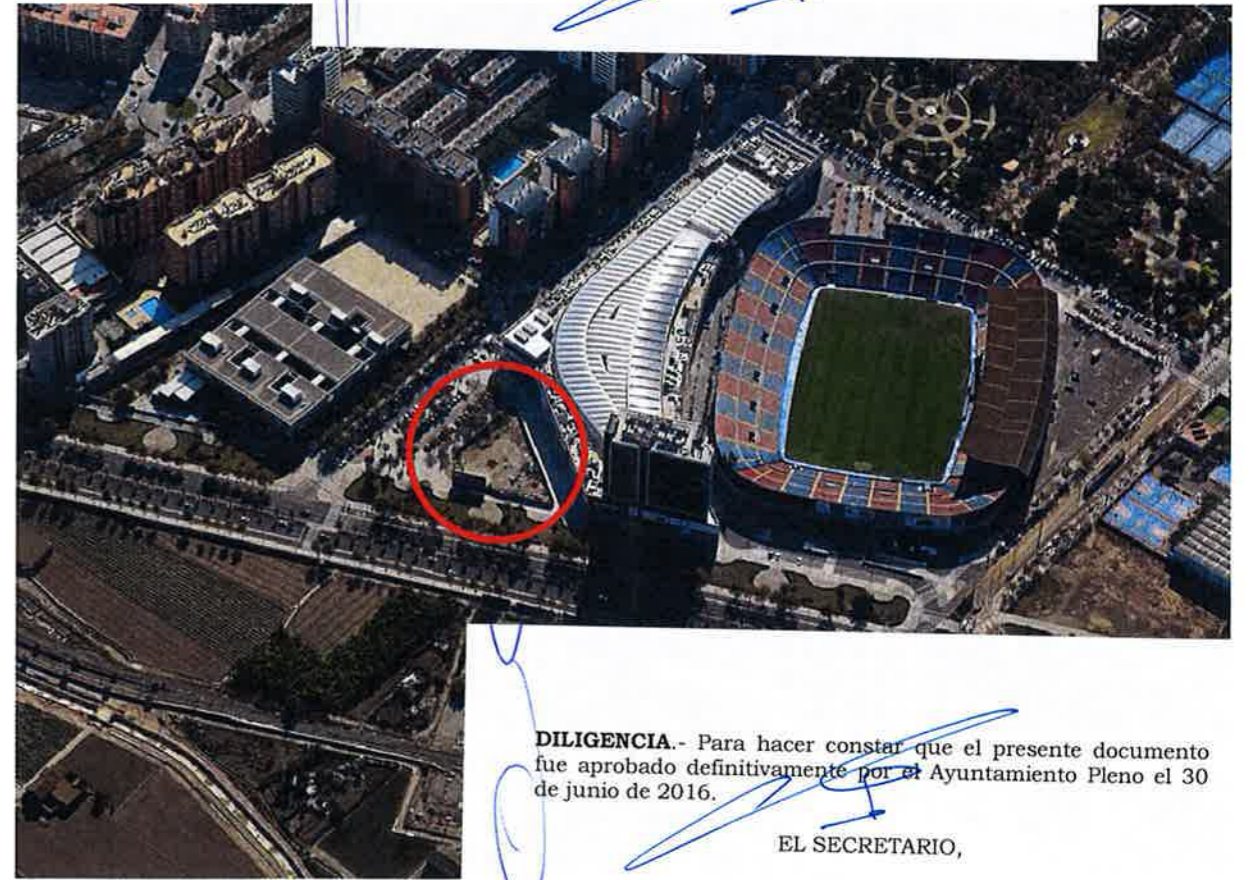 DILIGENCIA.- Para hacer constar que el presente documento
fue aprobado definitivamente por el Ayuntamiento Pleno el 30
de junio de 2016.
EL SECRETARIO,